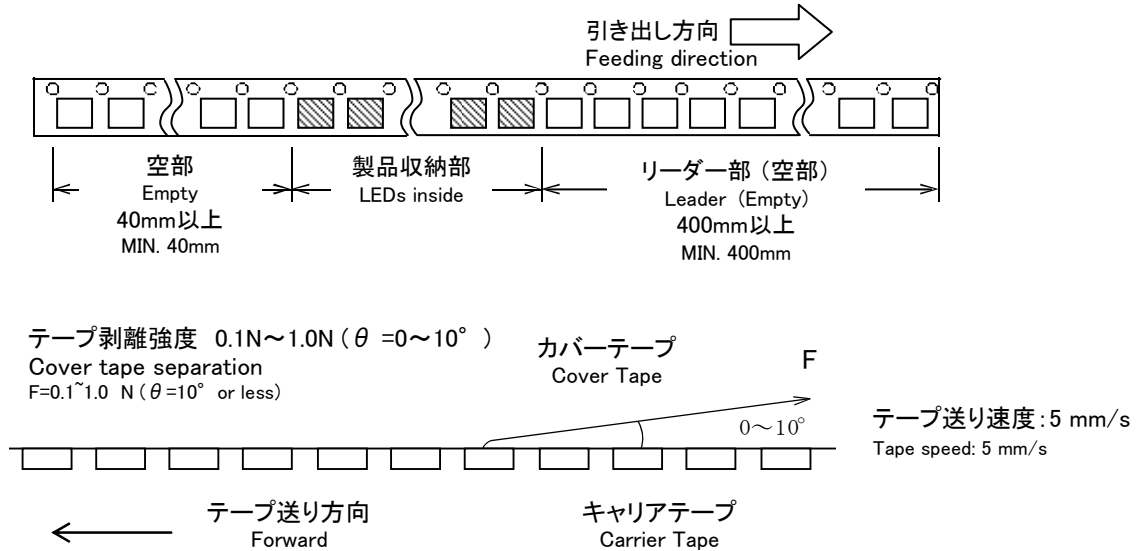 引き出し方向
Feeding direction
空部
Empty
40mm以上
MIN. 40mm
製品収納部
LEDs inside
リーダー部（空部）
Leader (Empty)
400mm以上
MIN. 400mm
テープ剥離強度 0.1N～1.0N（θ =0～10°）
Cover tape separation
F=0.1~1.0 N（θ=10° or less）
カバーテープ
Cover Tape
F
0～10°
テープ送り速度：5 mm/s
Tape speed: 5 mm/s
テープ送り方向
Forward
キャリアテープ
Carrier Tape